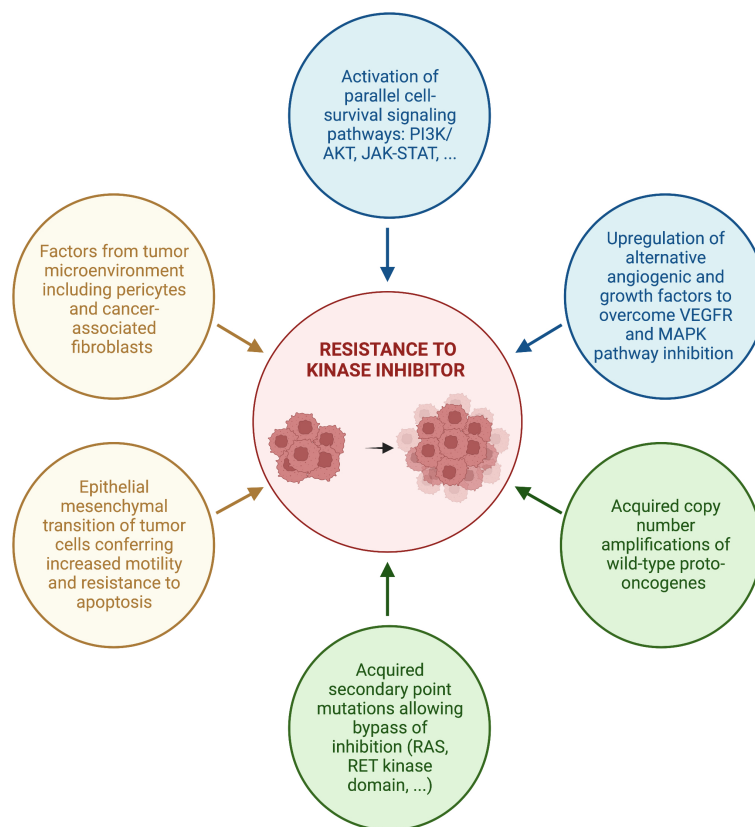 Activation of
parallel cell-
survival signaling
pathways: PI3K/
AKT, JAK-STAT, ...
Factors from tumor
microenvironment
including pericytes
and cancer-
associated
fibroblasts
Upregulation of
alternative
angiogenic and
growth factors to
overcome VEGFR
and MAPK
pathway inhibition
RESISTANCE TO
KINASE INHIBITOR
Epithelial
mesenchymal
transition of tumor
cells conferring
increased motility
and resistance to
apoptosis
Acquired copy
number
amplifications of
wild-type proto-
oncogenes
Acquired
secondary point
mutations allowing
bypass of
inhibition (RAS,
RET kinase
domain, ...)